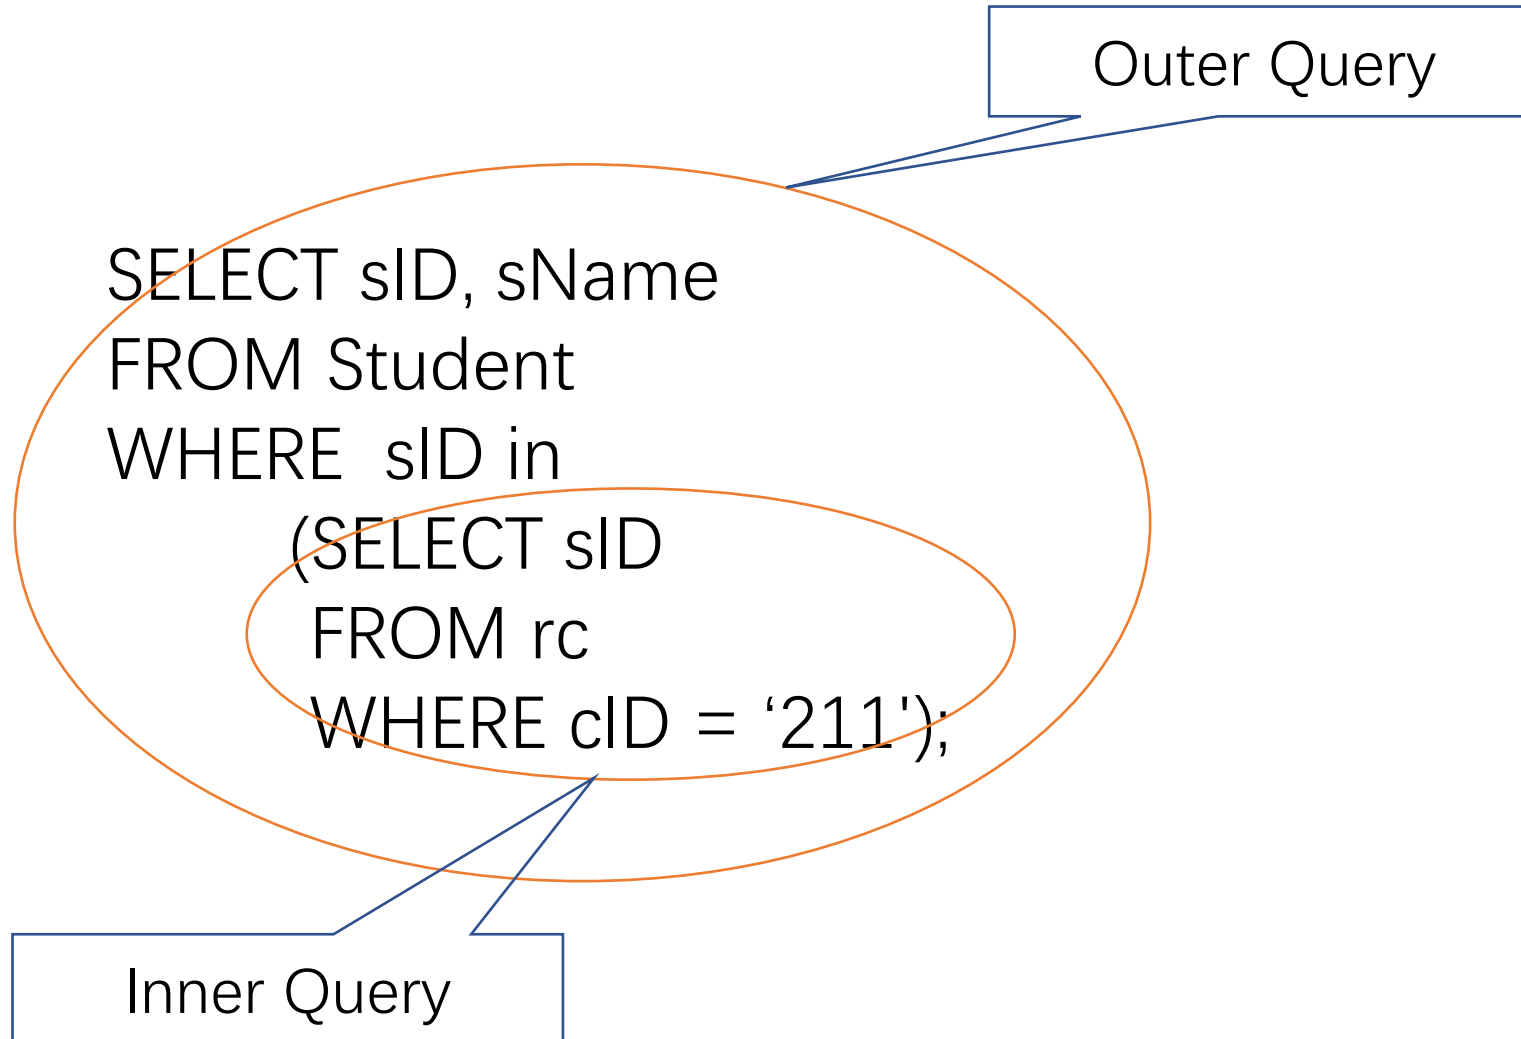 Outer Query
SELECT sID, sName
FROM Student
WHERE  sID in
(SELECT sID
FROM rc
WHERE cID = ‘211');
Inner Query